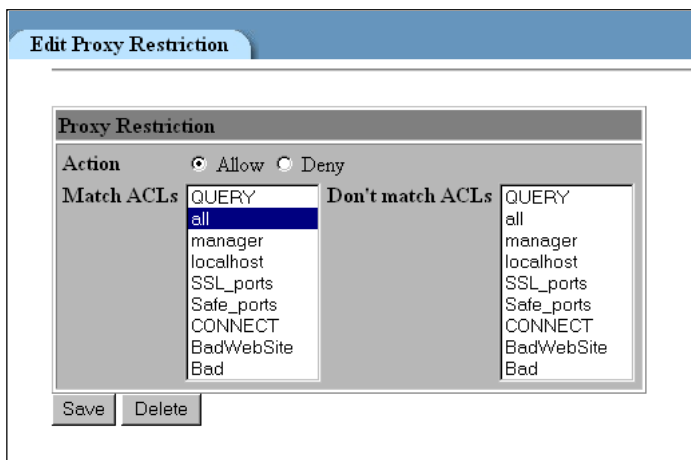 Edit Proxy Restriction
Proxy Restriction
Action Allow Deny
Match ACLs QUERY Don't match ACLs QUERY
all all
manager manager
localhost localhost
SSL_ports SSL_ports
Safe_ports Safe_ports
CONNECT CONNECT
BadWebSite BadWebSite
Bad Bad
Save Delete